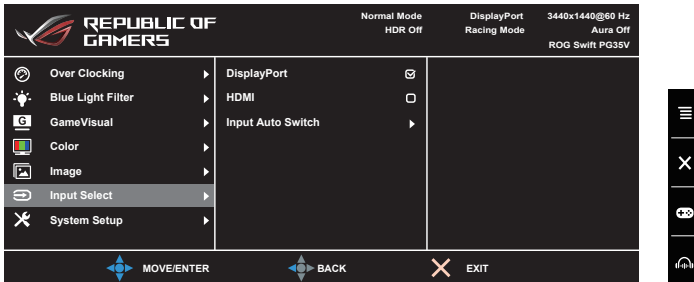 REPUBLIC OF
GAMERS
Normal Mode
HDR Off
DisplayPort
Racing Mode
3440x1440@60 Hz
Aura Off
ROG Swift PG35V
Over Clocking
Blue Light Filter
G GameVisual
Color
Image
Input Select
System Setup
DisplayPort
HDMI
Input Auto Switch
MOVE/ENTER
BACK
EXIT